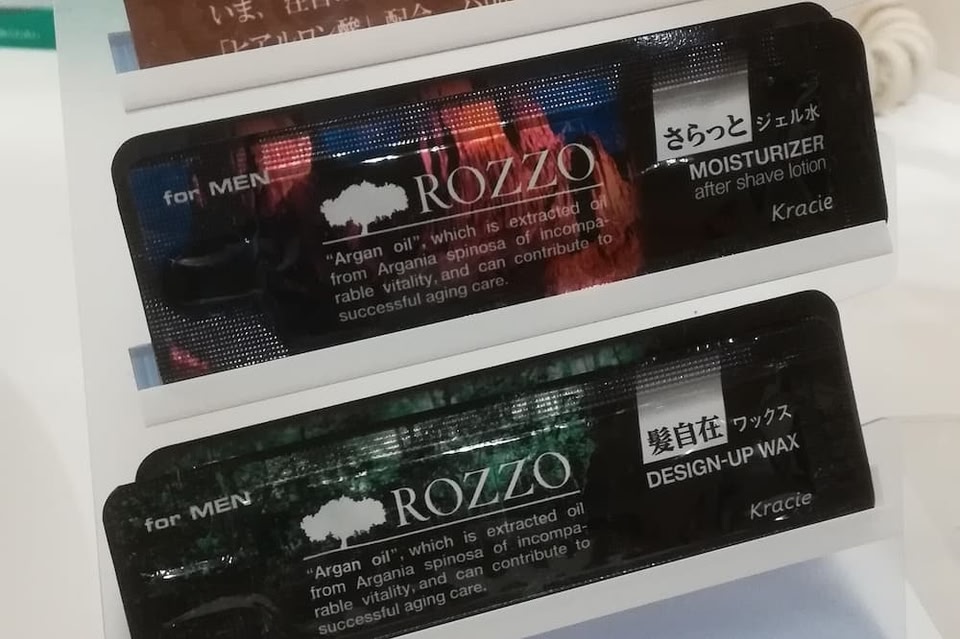 いま、注目
「ヒアルロン酸」配合
for MEN
ROZZO
"Argan oil", which is extracted oil
from Argania spinosa of incompa-
rable vitality, and can contribute to
successful aging care.
さらっと ジェル水
MOISTURIZER
after shave lotion
Kracie
for MEN
ROZZO
"Argan oil", which is extracted oil
from Argania spinosa of incompa-
rable vitality, and can contribute to
successful aging care.
髪自在 ワックス
DESIGN-UP WAX
Kracie